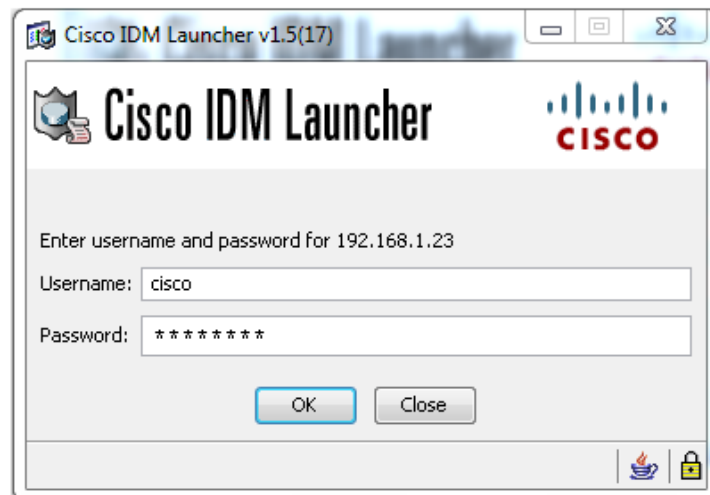 Cisco IDM Launcher v1.5(17)
Cisco IDM Launcher
CISCO
Enter username and password for 192.168.1.23
Username: cisco
Password: ********
OK Close